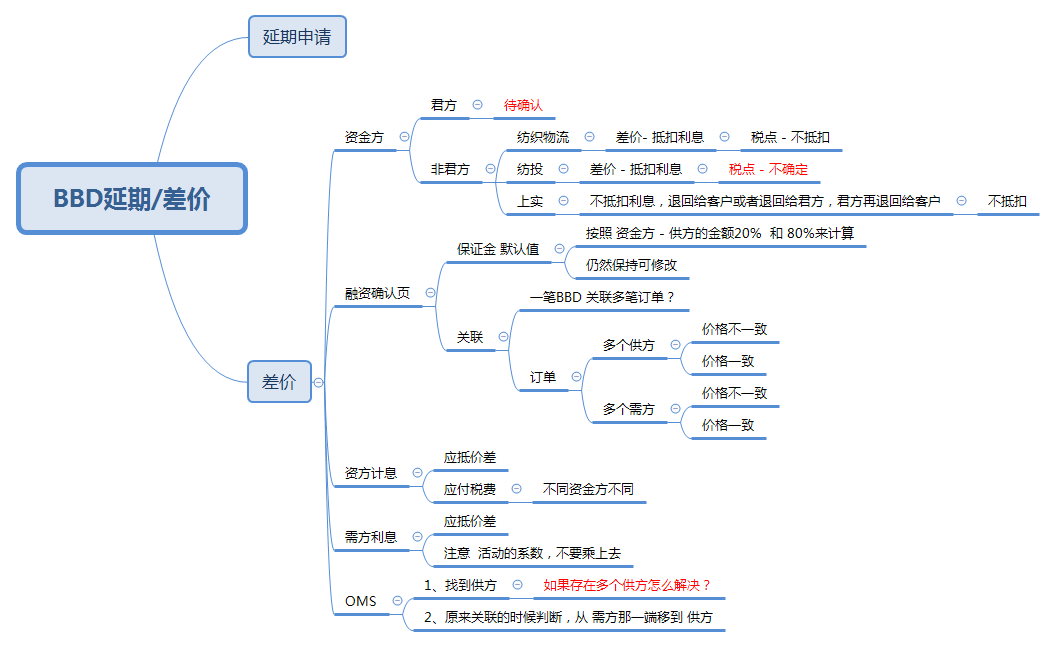 BBD延期/差价
延期申请
差价
资金方
君方
待确认
非君方
纺织物流
差价- 抵扣利息
税点 - 不抵扣
纺投
差价 - 抵扣利息
税点 - 不确定
上实
不抵扣利息，退回给客户或者退回给君方，君方再退回给客户
不抵扣
融资确认页
保证金 默认值
按照 资金方 - 供方的金额20% 和 80%来计算
仍然保持可修改
关联
一笔BBD 关联多笔订单？
订单
多个供方
价格不一致
价格一致
多个需方
价格不一致
价格一致
资方计息
应抵价差
应付税费
不同资金方不同
需方利息
应抵价差
注意 活动的系数，不要乘上去
OMS
1、找到供方
如果存在多个供方怎么解决？
2、原来关联的时候判断，从 需方那一端移到 供方